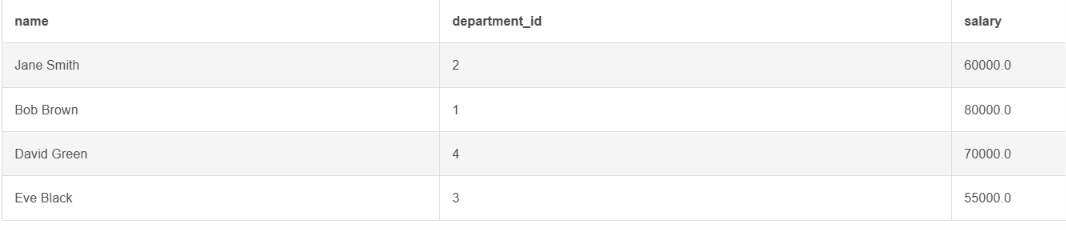 name department_id salary
Jane Smith 2 60000.0
Bob Brown 1 80000.0
David Green 4 70000.0
Eve Black 3 55000.0